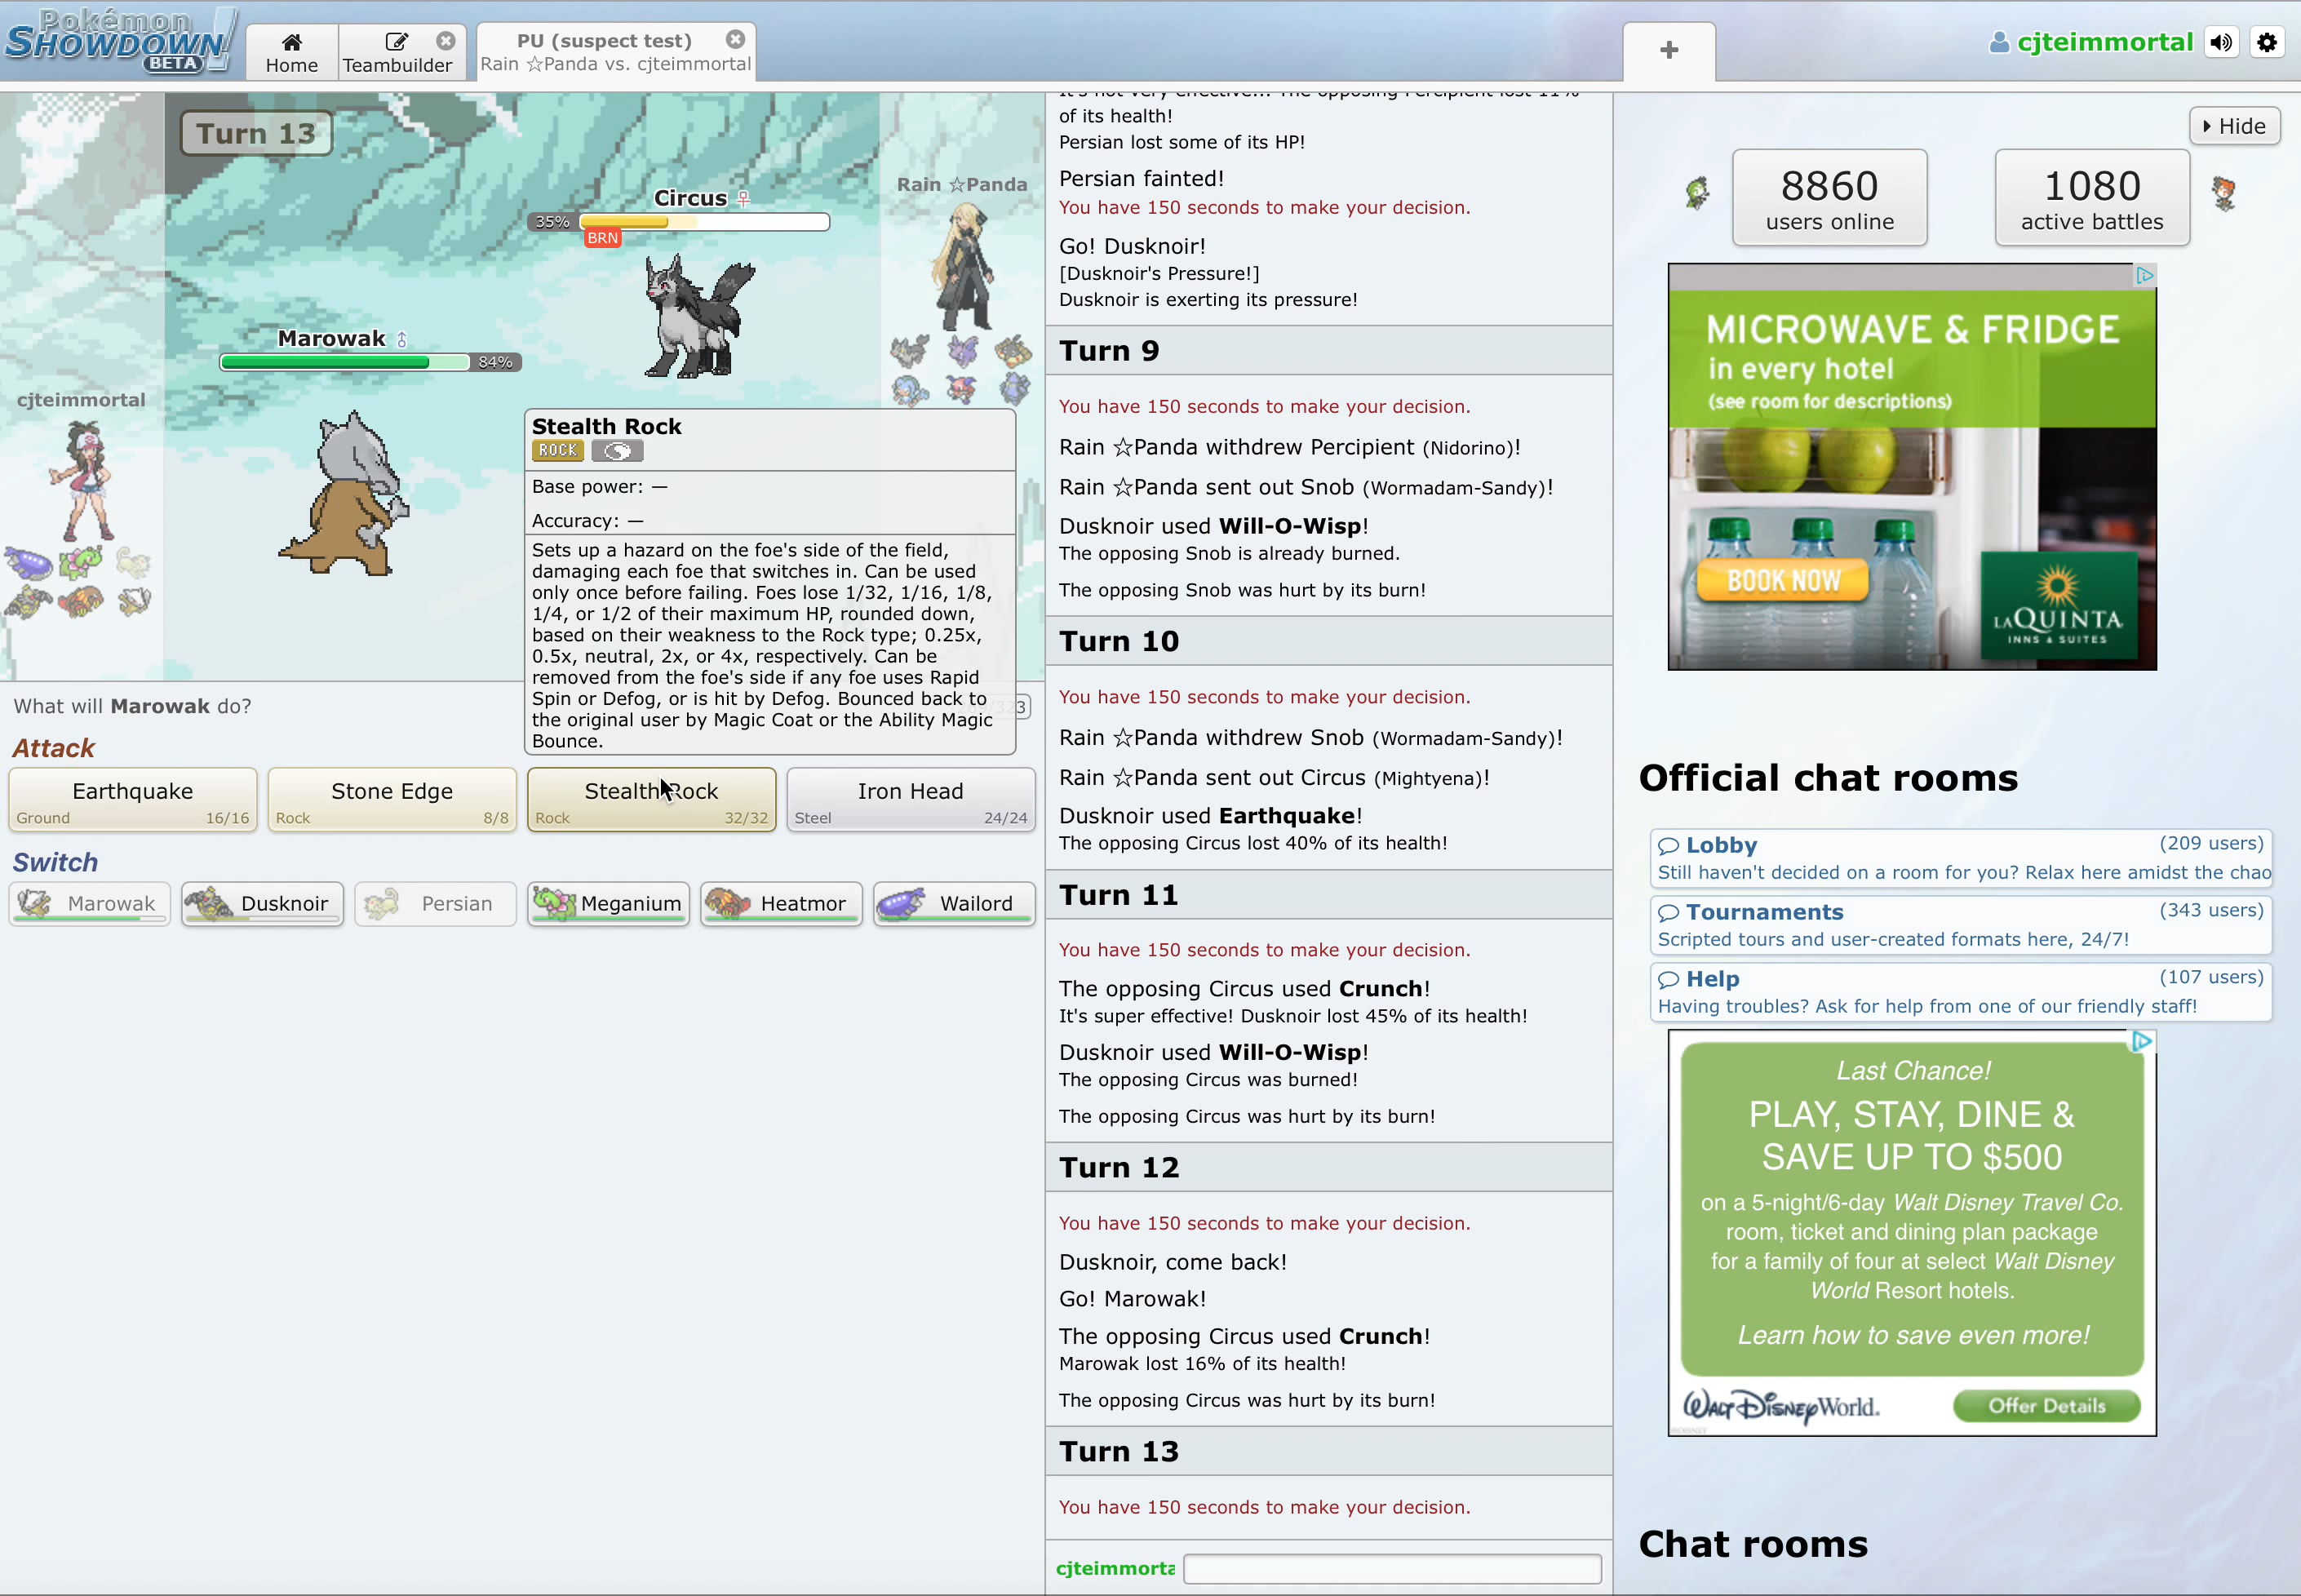 Pokémon
SHOWDOWN!
BETA
Home
Teambuilder
PU (suspect test)
Rain ☆Panda vs. cjteimmortal
+
cjteimmortal
Turn 13
Circus ♀
35%
BRN
Rain ☆Panda
Marowak ♂
84%
cjteimmortal
Stealth Rock
ROCK
Base power: —
Accuracy: —
Sets up a hazard on the foe's side of the field,
damaging each foe that switches in. Can be used
only once before failing. Foes lose 1/32, 1/16, 1/8,
1/4, or 1/2 of their maximum HP, rounded down,
based on their weakness to the Rock type; 0.25x,
0.5x, neutral, 2x, or 4x, respectively. Can be
removed from the foe's side if any foe uses Rapid
Spin or Defog, or is hit by Defog. Bounced back to
the original user by Magic Coat or the Ability Magic
Bounce.
What will Marowak do?
Attack
Earthquake
Ground 16/16
Stone Edge
Rock 8/8
Stealth Rock
Rock 32/32
Iron Head
Steel 24/24
Switch
Marowak
Dusknoir
Persian
Meganium
Heatmor
Wailord
of its health!
Persian lost some of its HP!
Persian fainted!
You have 150 seconds to make your decision.
Go! Dusknoir!
[Dusknoir's Pressure!]
Dusknoir is exerting its pressure!
Turn 9
You have 150 seconds to make your decision.
Rain ☆Panda withdrew Percipient (Nidorino)!
Rain ☆Panda sent out Snob (Wormadam-Sandy)!
Dusknoir used Will-O-Wisp!
The opposing Snob is already burned.
The opposing Snob was hurt by its burn!
Turn 10
You have 150 seconds to make your decision.
Rain ☆Panda withdrew Snob (Wormadam-Sandy)!
Rain ☆Panda sent out Circus (Mightyena)!
Dusknoir used Earthquake!
The opposing Circus lost 40% of its health!
Turn 11
You have 150 seconds to make your decision.
The opposing Circus used Crunch!
It's super effective! Dusknoir lost 45% of its health!
Dusknoir used Will-O-Wisp!
The opposing Circus was burned!
The opposing Circus was hurt by its burn!
Turn 12
You have 150 seconds to make your decision.
Dusknoir, come back!
Go! Marowak!
The opposing Circus used Crunch!
Marowak lost 16% of its health!
The opposing Circus was hurt by its burn!
Turn 13
You have 150 seconds to make your decision.
cjteimmorta
Hide
8860
users online
1080
active battles
MICROWAVE & FRIDGE
in every hotel
(see room for descriptions)
BOOK NOW
LAQUINTA
INNS & SUITES
Official chat rooms
Lobby (209 users)
Still haven't decided on a room for you? Relax here amidst the chao
Tournaments (343 users)
Scripted tours and user-created formats here, 24/7!
Help (107 users)
Having troubles? Ask for help from one of our friendly staff!
Last Chance!
PLAY, STAY, DINE &
SAVE UP TO $500
on a 5-night/6-day Walt Disney Travel Co.
room, ticket and dining plan package
for a family of four at select Walt Disney
World Resort hotels.
Learn how to save even more!
WALT DISNEY World.
Offer Details
Chat rooms